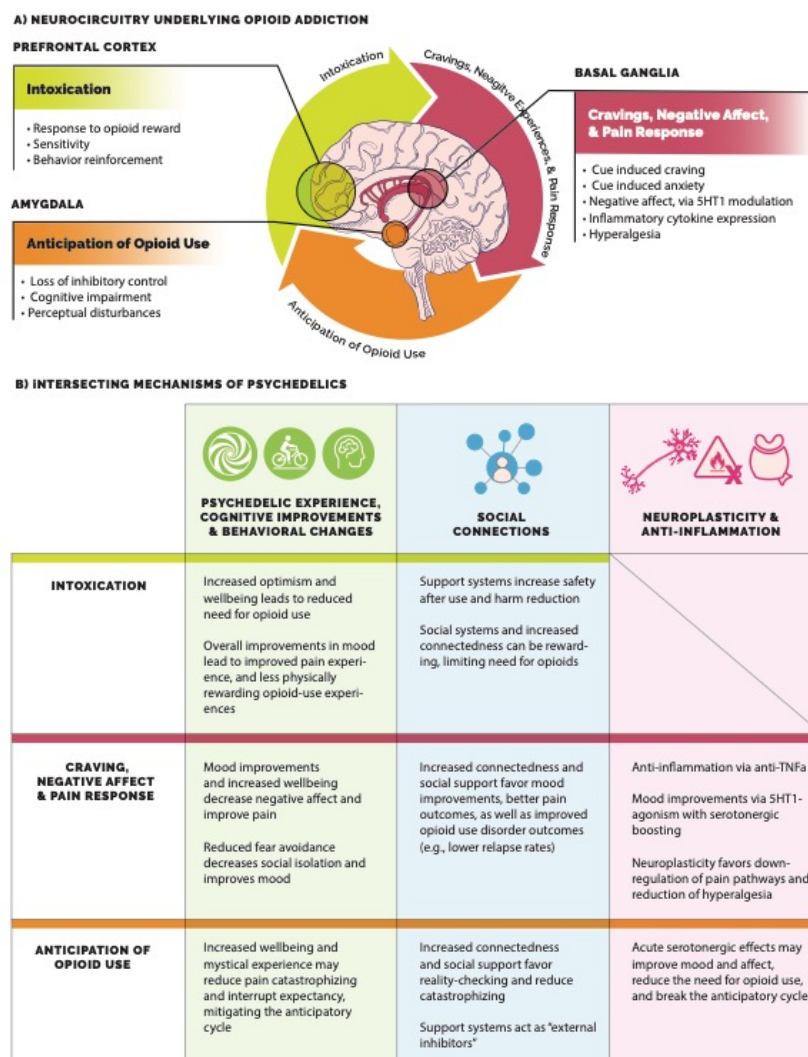 A) NEUROCIRCUITRY UNDERLYING OPIOID ADDICTION
PREFRONTAL CORTEX
Intoxication
• Response to opioid reward
• Sensitivity
• Behavior reinforcement
AMYGDALA
Anticipation of Opioid Use
• Loss of inhibitory control
• Cognitive impairment
• Perceptual disturbances
Intoxication
Cravings, Neagitve Experiences, & Pain Response
Anticipation of Opioid Use
BASAL GANGLIA
Cravings, Negative Affect,
& Pain Response
• Cue induced craving
• Cue induced anxiety
• Negative affect, via 5HT1 modulation
• Inflammatory cytokine expression
• Hyperalgesia
B) INTERSECTING MECHANISMS OF PSYCHEDELICS
PSYCHEDELIC EXPERIENCE,
COGNITIVE IMPROVEMENTS
& BEHAVIORAL CHANGES
SOCIAL
CONNECTIONS
NEUROPLASTICITY &
ANTI-INFLAMMATION
INTOXICATION
Increased optimism and
wellbeing leads to reduced
need for opioid use
Overall improvements in mood
lead to improved pain experi-
ence, and less physically
rewarding opioid-use experi-
ences
Support systems increase safety
after use and harm reduction
Social systems and increased
connectedness can be reward-
ing, limiting need for opioids
CRAVING,
NEGATIVE AFFECT
& PAIN RESPONSE
Mood improvements
and increased wellbeing
decrease negative affect and
improve pain
Reduced fear avoidance
decreases social isolation and
improves mood
Increased connectedness and
social support favor mood
improvements, better pain
outcomes, as well as improved
opioid use disorder outcomes
(e.g., lower relapse rates)
Anti-inflammation via anti-TNFa
Mood improvements via 5HT1-
agonism with serotonergic
boosting
Neuroplasticity favors down-
regulation of pain pathways and
reduction of hyperalgesia
ANTICIPATION OF
OPIOID USE
Increased wellbeing and
mystical experience may
reduce pain catastrophizing
and interrupt expectancy,
mitigating the anticipatory
cycle
Increased connectedness
and social support favor
reality-checking and reduce
catastrophizing
Support systems act as "external
inhibitors"
Acute serotonergic effects may
improve mood and affect,
reduce the need for opioid use,
and break the anticipatory cycle